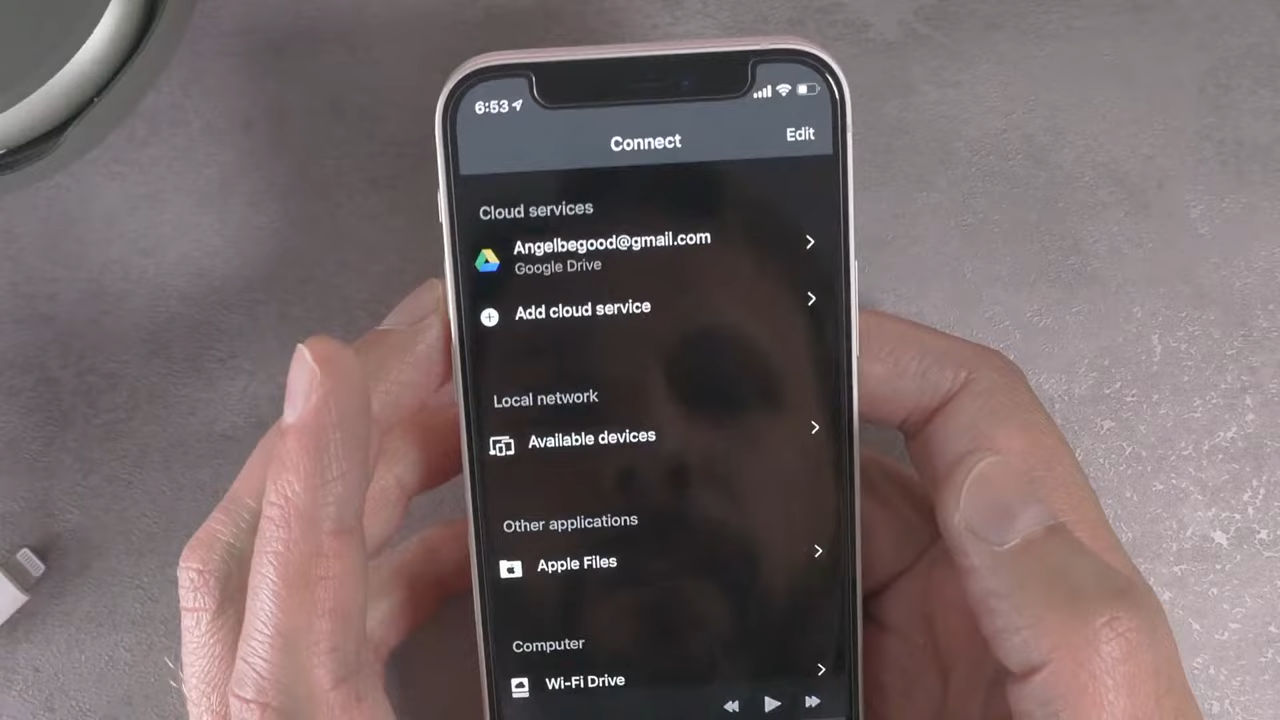 6:53
Connect
Edit
Cloud services
Angelbegood@gmail.com
Google Drive
Add cloud service
Local network
Available devices
Other applications
Apple Files
Computer
Wi-Fi Drive